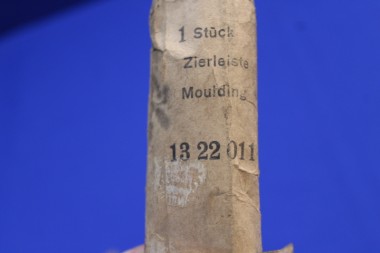 1 Stück
Zierleiste
Moulding
13 22 011